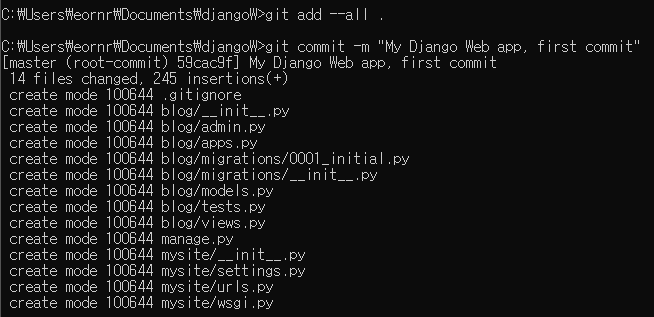 C:₩Users₩eornr₩Documents₩djangoW>git add --all .
C:₩Users₩eornr₩Documents₩djangoW>git commit -m "My Django Web app, first commit"
[master (root-commit) 59cac9f] My Django Web app, first commit
 14 files changed, 245 insertions(+)
 create mode 100644 .gitignore
 create mode 100644 blog/__init__.py
 create mode 100644 blog/admin.py
 create mode 100644 blog/apps.py
 create mode 100644 blog/migrations/0001_initial.py
 create mode 100644 blog/migrations/__init__.py
 create mode 100644 blog/models.py
 create mode 100644 blog/tests.py
 create mode 100644 blog/views.py
 create mode 100644 manage.py
 create mode 100644 mysite/__init__.py
 create mode 100644 mysite/settings.py
 create mode 100644 mysite/urls.py
 create mode 100644 mysite/wsgi.py